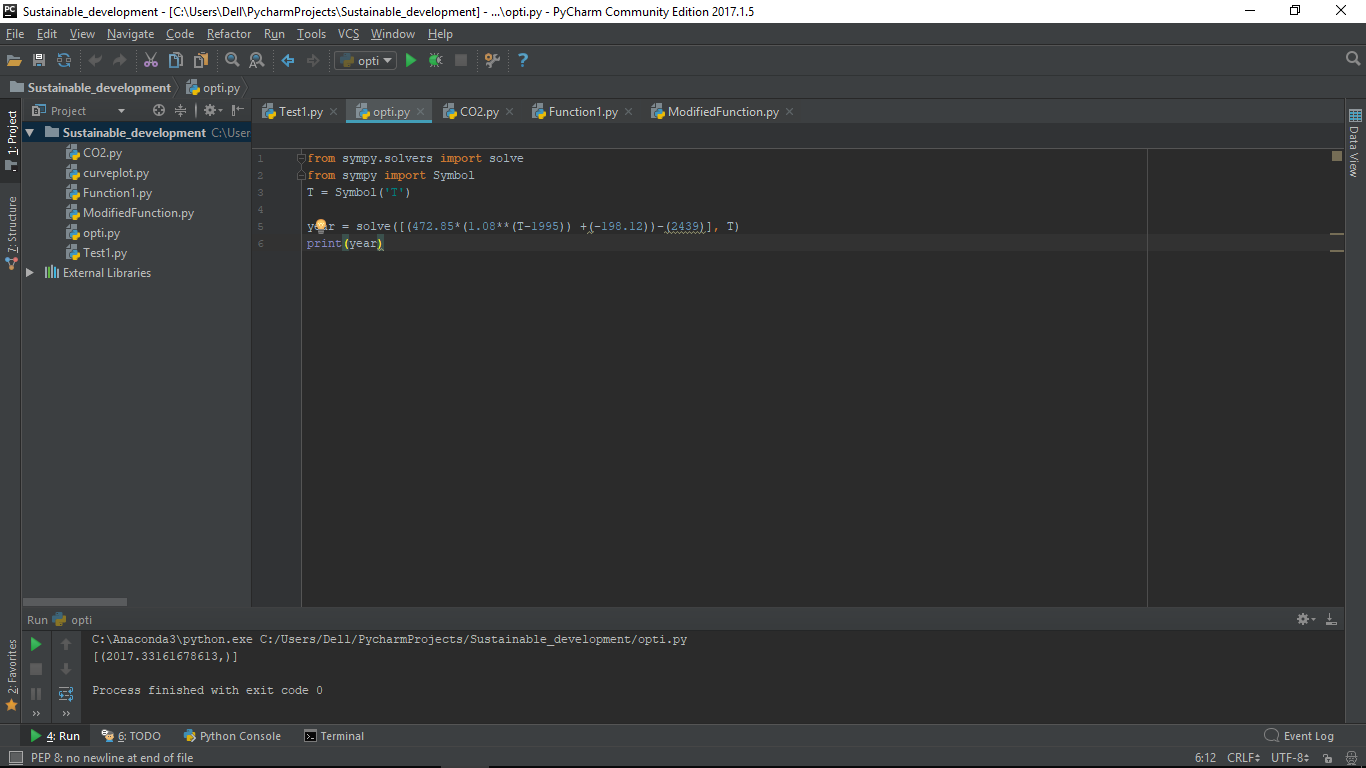 Sustainable_development - [C:\Users\Dell\PycharmProjects\Sustainable_development] - ...\opti.py - PyCharm Community Edition 2017.1.5
File Edit View Navigate Code Refactor Run Tools VCS Window Help
opti
Sustainable_development opti.py
Project
Test1.py opti.py CO2.py Function1.py ModifiedFunction.py
1: Project
7: Structure
2: Favorites
Data View
Sustainable_development C:\User
CO2.py
curveplot.py
Function1.py
ModifiedFunction.py
opti.py
Test1.py
External Libraries
1 from sympy.solvers import solve
2 from sympy import Symbol
3 T = Symbol('T')
4
5 year = solve([(472.85*(1.08**(T-1995)) +(-198.12))-(2439)], T)
6 print(year)
Run opti
C:\Anaconda3\python.exe C:/Users/Dell/PycharmProjects/Sustainable_development/opti.py
[(2017.33161678613,)]
Process finished with exit code 0
4: Run 6: TODO Python Console Terminal Event Log
PEP 8: no newline at end of file 6:12 CRLF UTF-8